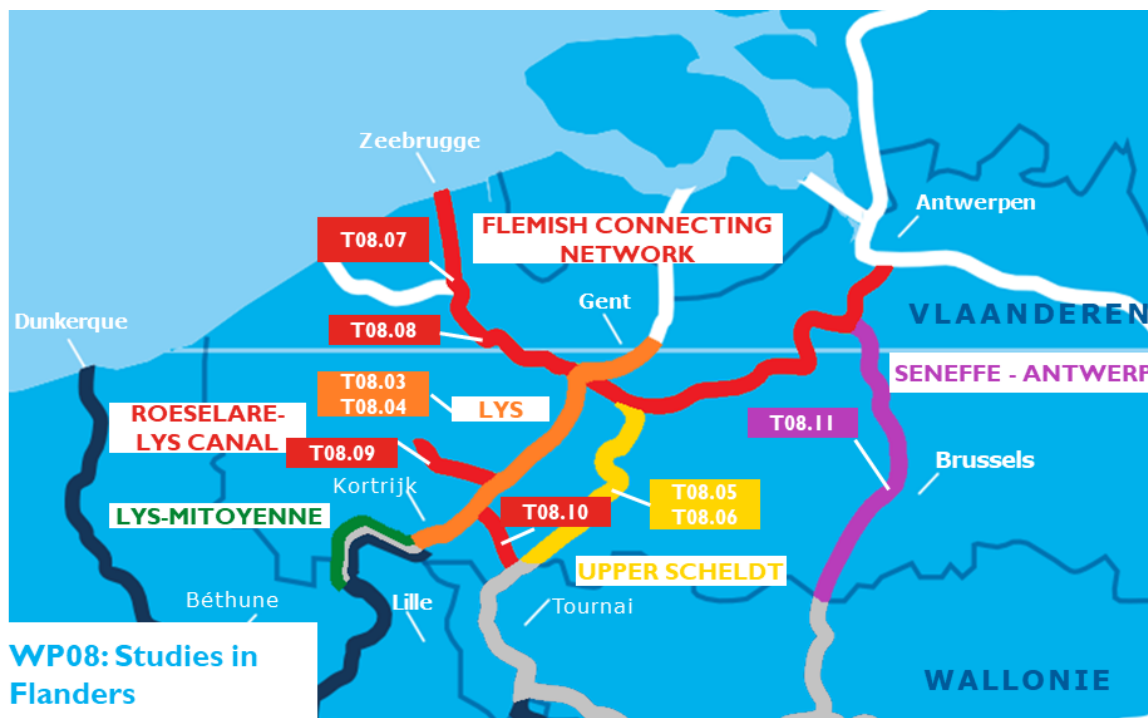 Zeebrugge
Antwerpen
T08.07
FLEMISH CONNECTING
NETWORK
Gent
Dunkerque
VLAANDEREN
T08.08
SENEFFE - ANTWERP
T08.03
T08.04
LYS
ROESELARE-
LYS CANAL
T08.11
T08.09
Brussels
Kortrijk
T08.05
T08.06
LYS-MITOYENNE
T08.10
UPPER SCHELDT
Béthune
Lille
Tournai
WP08: Studies in
Flanders
WALLONIE